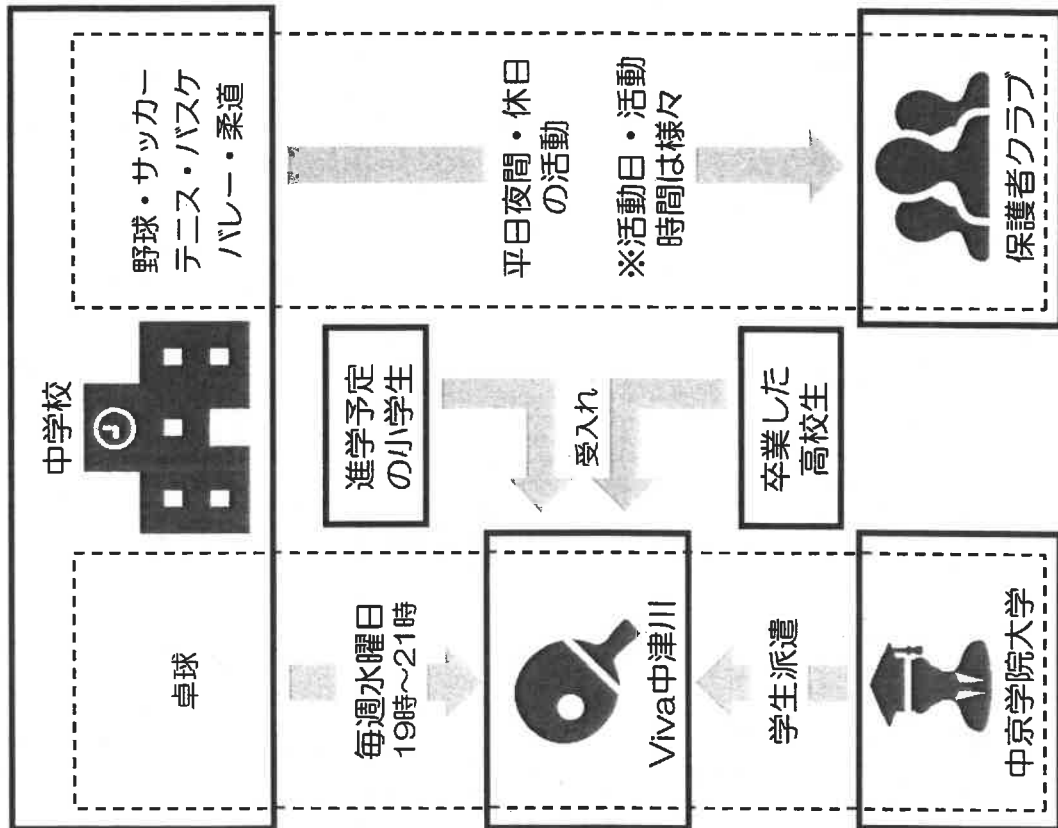 中学校
卓球
野球・サッカー
テニス・バスケ
バレー・柔道
毎週水曜日
19時～21時
進学予定
の小学生
平日夜間・休日
の活動
※活動日・活動
時間は様々
受入れ
Viva中津川
卒業した
高校生
学生派遣
中京学院大学
保護者クラブ